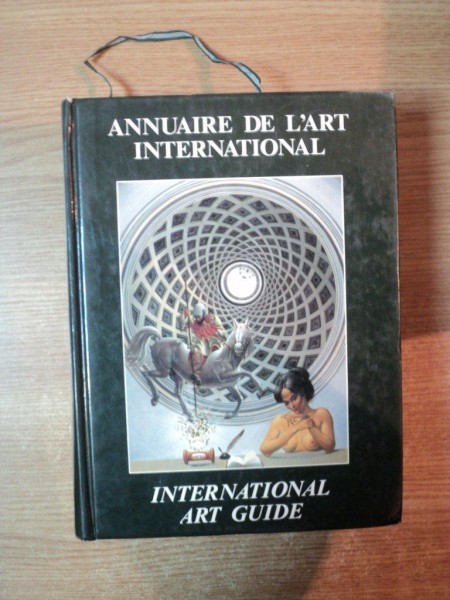 ANNUAIRE DE L'ART
INTERNATIONAL
INTERNATIONAL
ART GUIDE